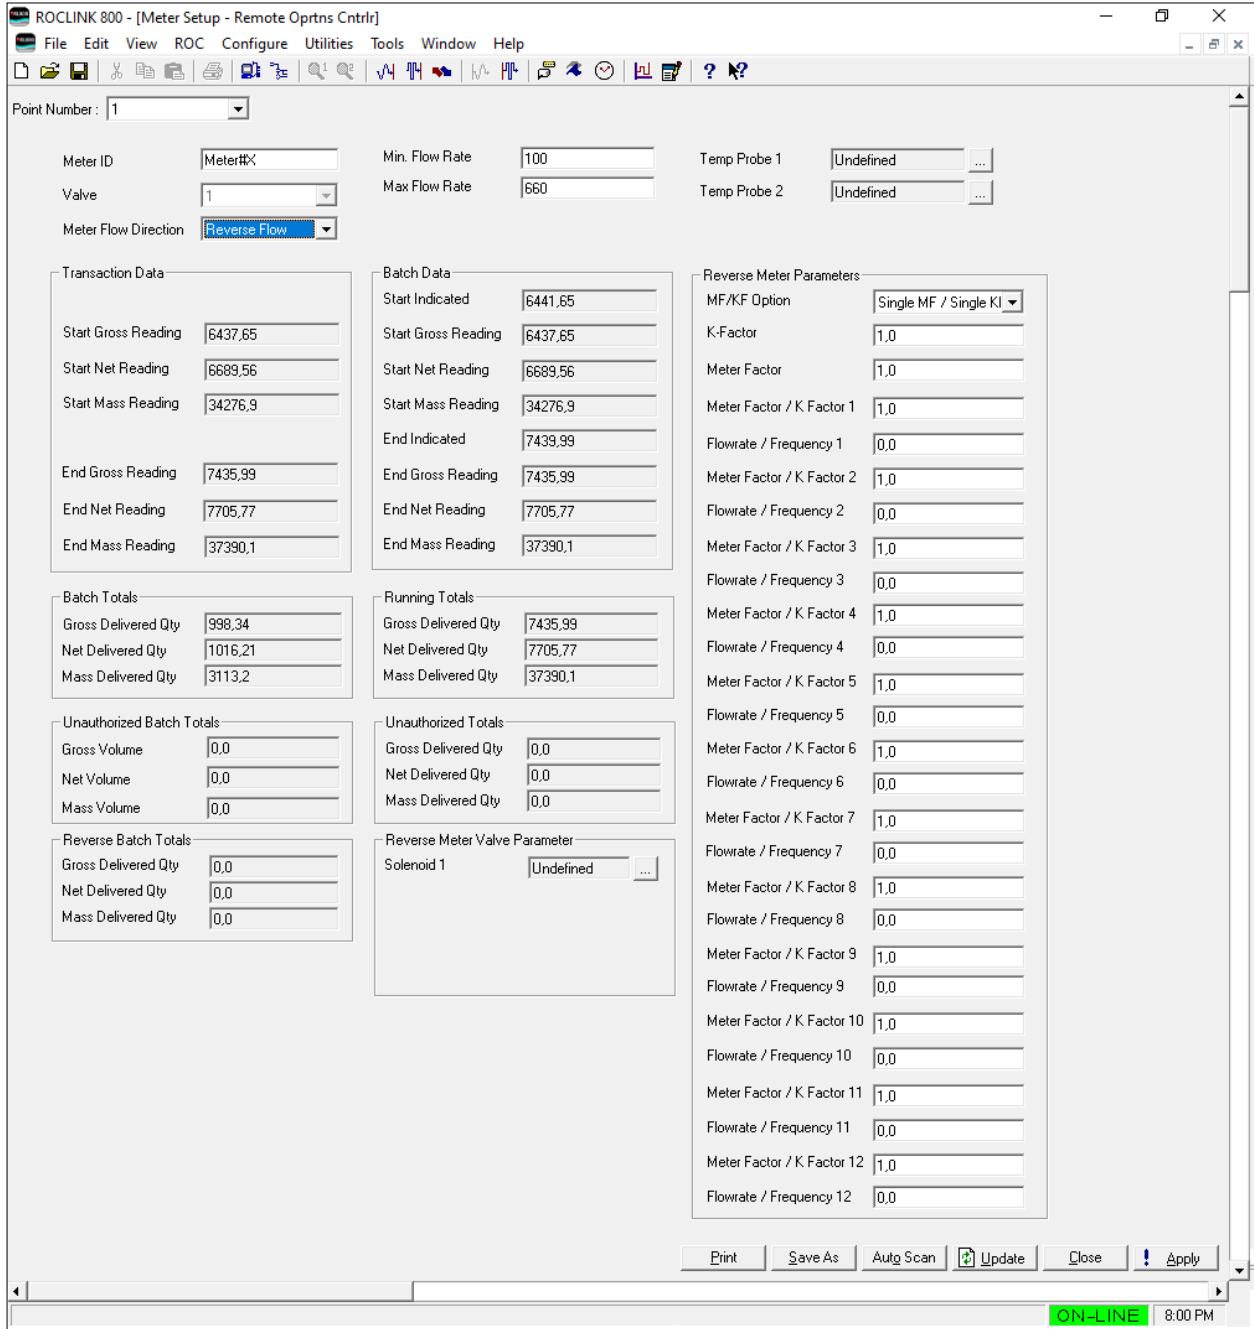 ROCLINK 800 - [Meter Setup - Remote Oprtns Cntrlr]
File Edit View ROC Configure Utilities Tools Window Help
Point Number : 1
Meter ID Meter#X
Valve 1
Meter Flow Direction Reverse Flow
Min. Flow Rate 100
Max Flow Rate 660
Temp Probe 1 Undefined ...
Temp Probe 2 Undefined ...
Transaction Data
Start Gross Reading 6437,65
Start Net Reading 6689,56
Start Mass Reading 34276,9
End Gross Reading 7435,99
End Net Reading 7705,77
End Mass Reading 37390,1
Batch Data
Start Indicated 6441,65
Start Gross Reading 6437,65
Start Net Reading 6689,56
Start Mass Reading 34276,9
End Indicated 7439,99
End Gross Reading 7435,99
End Net Reading 7705,77
End Mass Reading 37390,1
Batch Totals
Gross Delivered Qty 998,34
Net Delivered Qty 1016,21
Mass Delivered Qty 3113,2
Running Totals
Gross Delivered Qty 7435,99
Net Delivered Qty 7705,77
Mass Delivered Qty 37390,1
Unauthorized Batch Totals
Gross Volume 0,0
Net Volume 0,0
Mass Volume 0,0
Unauthorized Totals
Gross Delivered Qty 0,0
Net Delivered Qty 0,0
Mass Delivered Qty 0,0
Reverse Batch Totals
Gross Delivered Qty 0,0
Net Delivered Qty 0,0
Mass Delivered Qty 0,0
Reverse Meter Valve Parameter
Solenoid 1 Undefined ...
Reverse Meter Parameters
MF/KF Option Single MF / Single KI
K-Factor 1,0
Meter Factor 1,0
Meter Factor / K Factor 1 1,0
Flowrate / Frequency 1 0,0
Meter Factor / K Factor 2 1,0
Flowrate / Frequency 2 0,0
Meter Factor / K Factor 3 1,0
Flowrate / Frequency 3 0,0
Meter Factor / K Factor 4 1,0
Flowrate / Frequency 4 0,0
Meter Factor / K Factor 5 1,0
Flowrate / Frequency 5 0,0
Meter Factor / K Factor 6 1,0
Flowrate / Frequency 6 0,0
Meter Factor / K Factor 7 1,0
Flowrate / Frequency 7 0,0
Meter Factor / K Factor 8 1,0
Flowrate / Frequency 8 0,0
Meter Factor / K Factor 9 1,0
Flowrate / Frequency 9 0,0
Meter Factor / K Factor 10 1,0
Flowrate / Frequency 10 0,0
Meter Factor / K Factor 11 1,0
Flowrate / Frequency 11 0,0
Meter Factor / K Factor 12 1,0
Flowrate / Frequency 12 0,0
Print Save As Auto Scan Update Close ! Apply
ON-LINE 8:00 PM